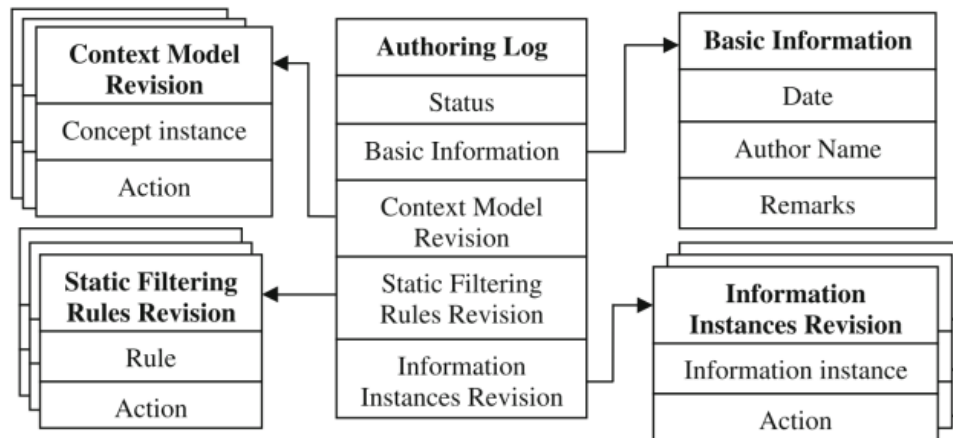 Context Model
Revision
Concept instance
Action
Static Filtering
Rules Revision
Rule
Action
Authoring Log
Status
Basic Information
Context Model
Revision
Static Filtering
Rules Revision
Information
Instances Revision
Basic Information
Date
Author Name
Remarks
Information
Instances Revision
Information instance
Action